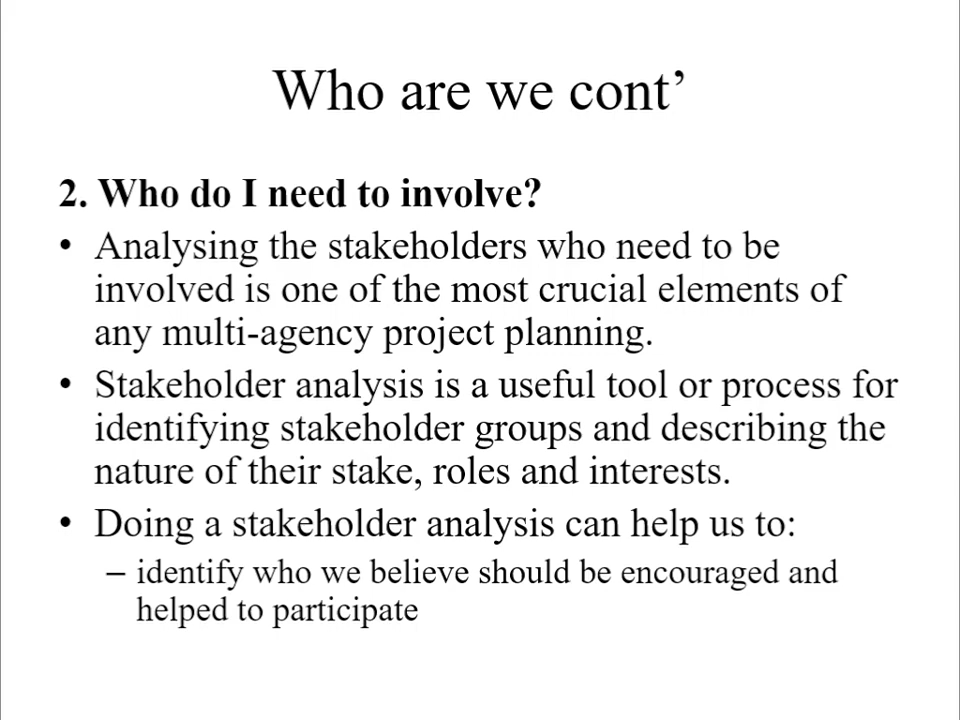 Who are we cont’
2. Who do I need to involve?
• Analysing the stakeholders who need to be
involved is one of the most crucial elements of
any multi-agency project planning.
• Stakeholder analysis is a useful tool or process for
identifying stakeholder groups and describing the
nature of their stake, roles and interests.
• Doing a stakeholder analysis can help us to:
– identify who we believe should be encouraged and
helped to participate